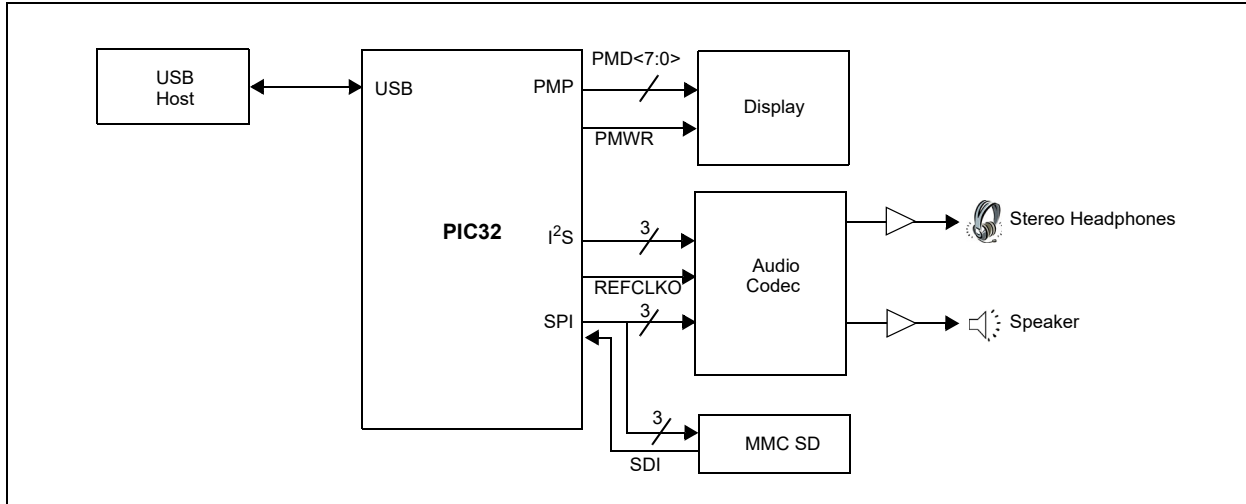 USB
Host
USB
PMP
PMD<7:0>
PMWR
Display
PIC32
I²S
3
REFCLKO
SPI
3
Audio
Codec
Stereo Headphones
Speaker
3
SDI
MMC SD